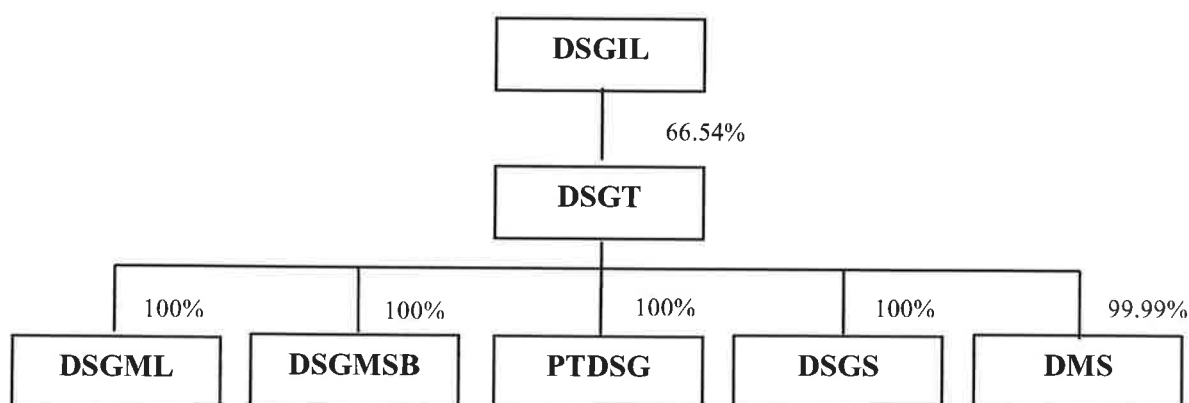 DSGIL
66.54%
DSGT
100% 100% 100% 100% 99.99%
DSGML DSGMSB PTDSG DSGS DMS